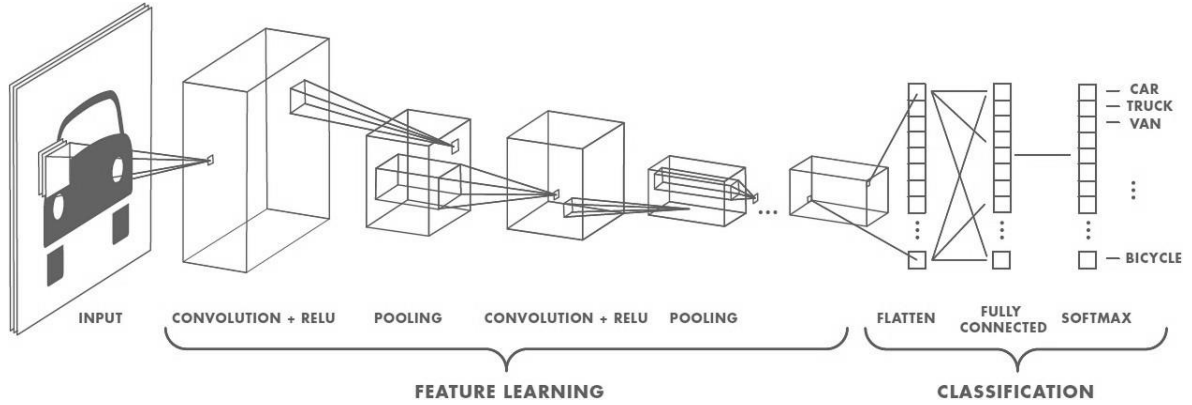 CAR
TRUCK
VAN
BICYCLE
INPUT
CONVOLUTION + RELU
POOLING
CONVOLUTION + RELU
POOLING
FLATTEN
FULLY
CONNECTED
SOFTMAX
FEATURE LEARNING
CLASSIFICATION